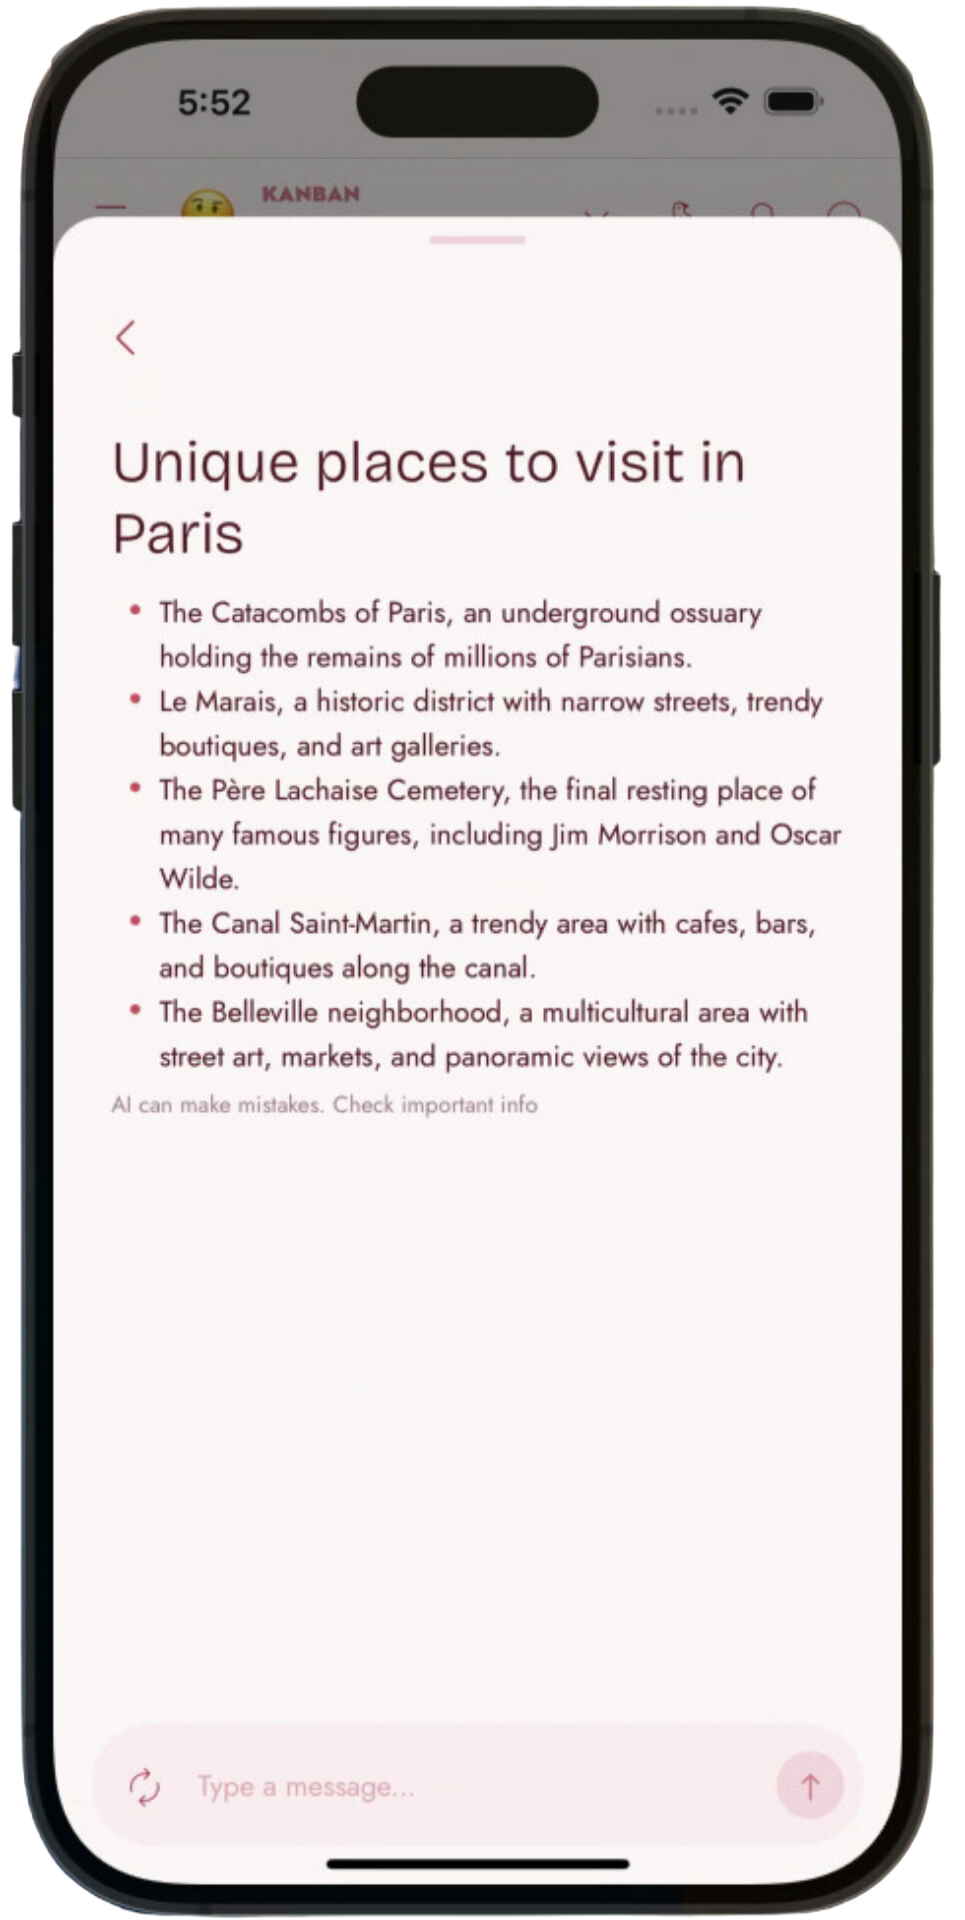 5:52
KANBAN
Unique places to visit in
Paris
• The Catacombs of Paris, an underground ossuary
holding the remains of millions of Parisians.
• Le Marais, a historic district with narrow streets, trendy
boutiques, and art galleries.
• The Père Lachaise Cemetery, the final resting place of
many famous figures, including Jim Morrison and Oscar
Wilde.
• The Canal Saint-Martin, a trendy area with cafes, bars,
and boutiques along the canal.
• The Belleville neighborhood, a multicultural area with
street art, markets, and panoramic views of the city.
AI can make mistakes. Check important info
Type a message...